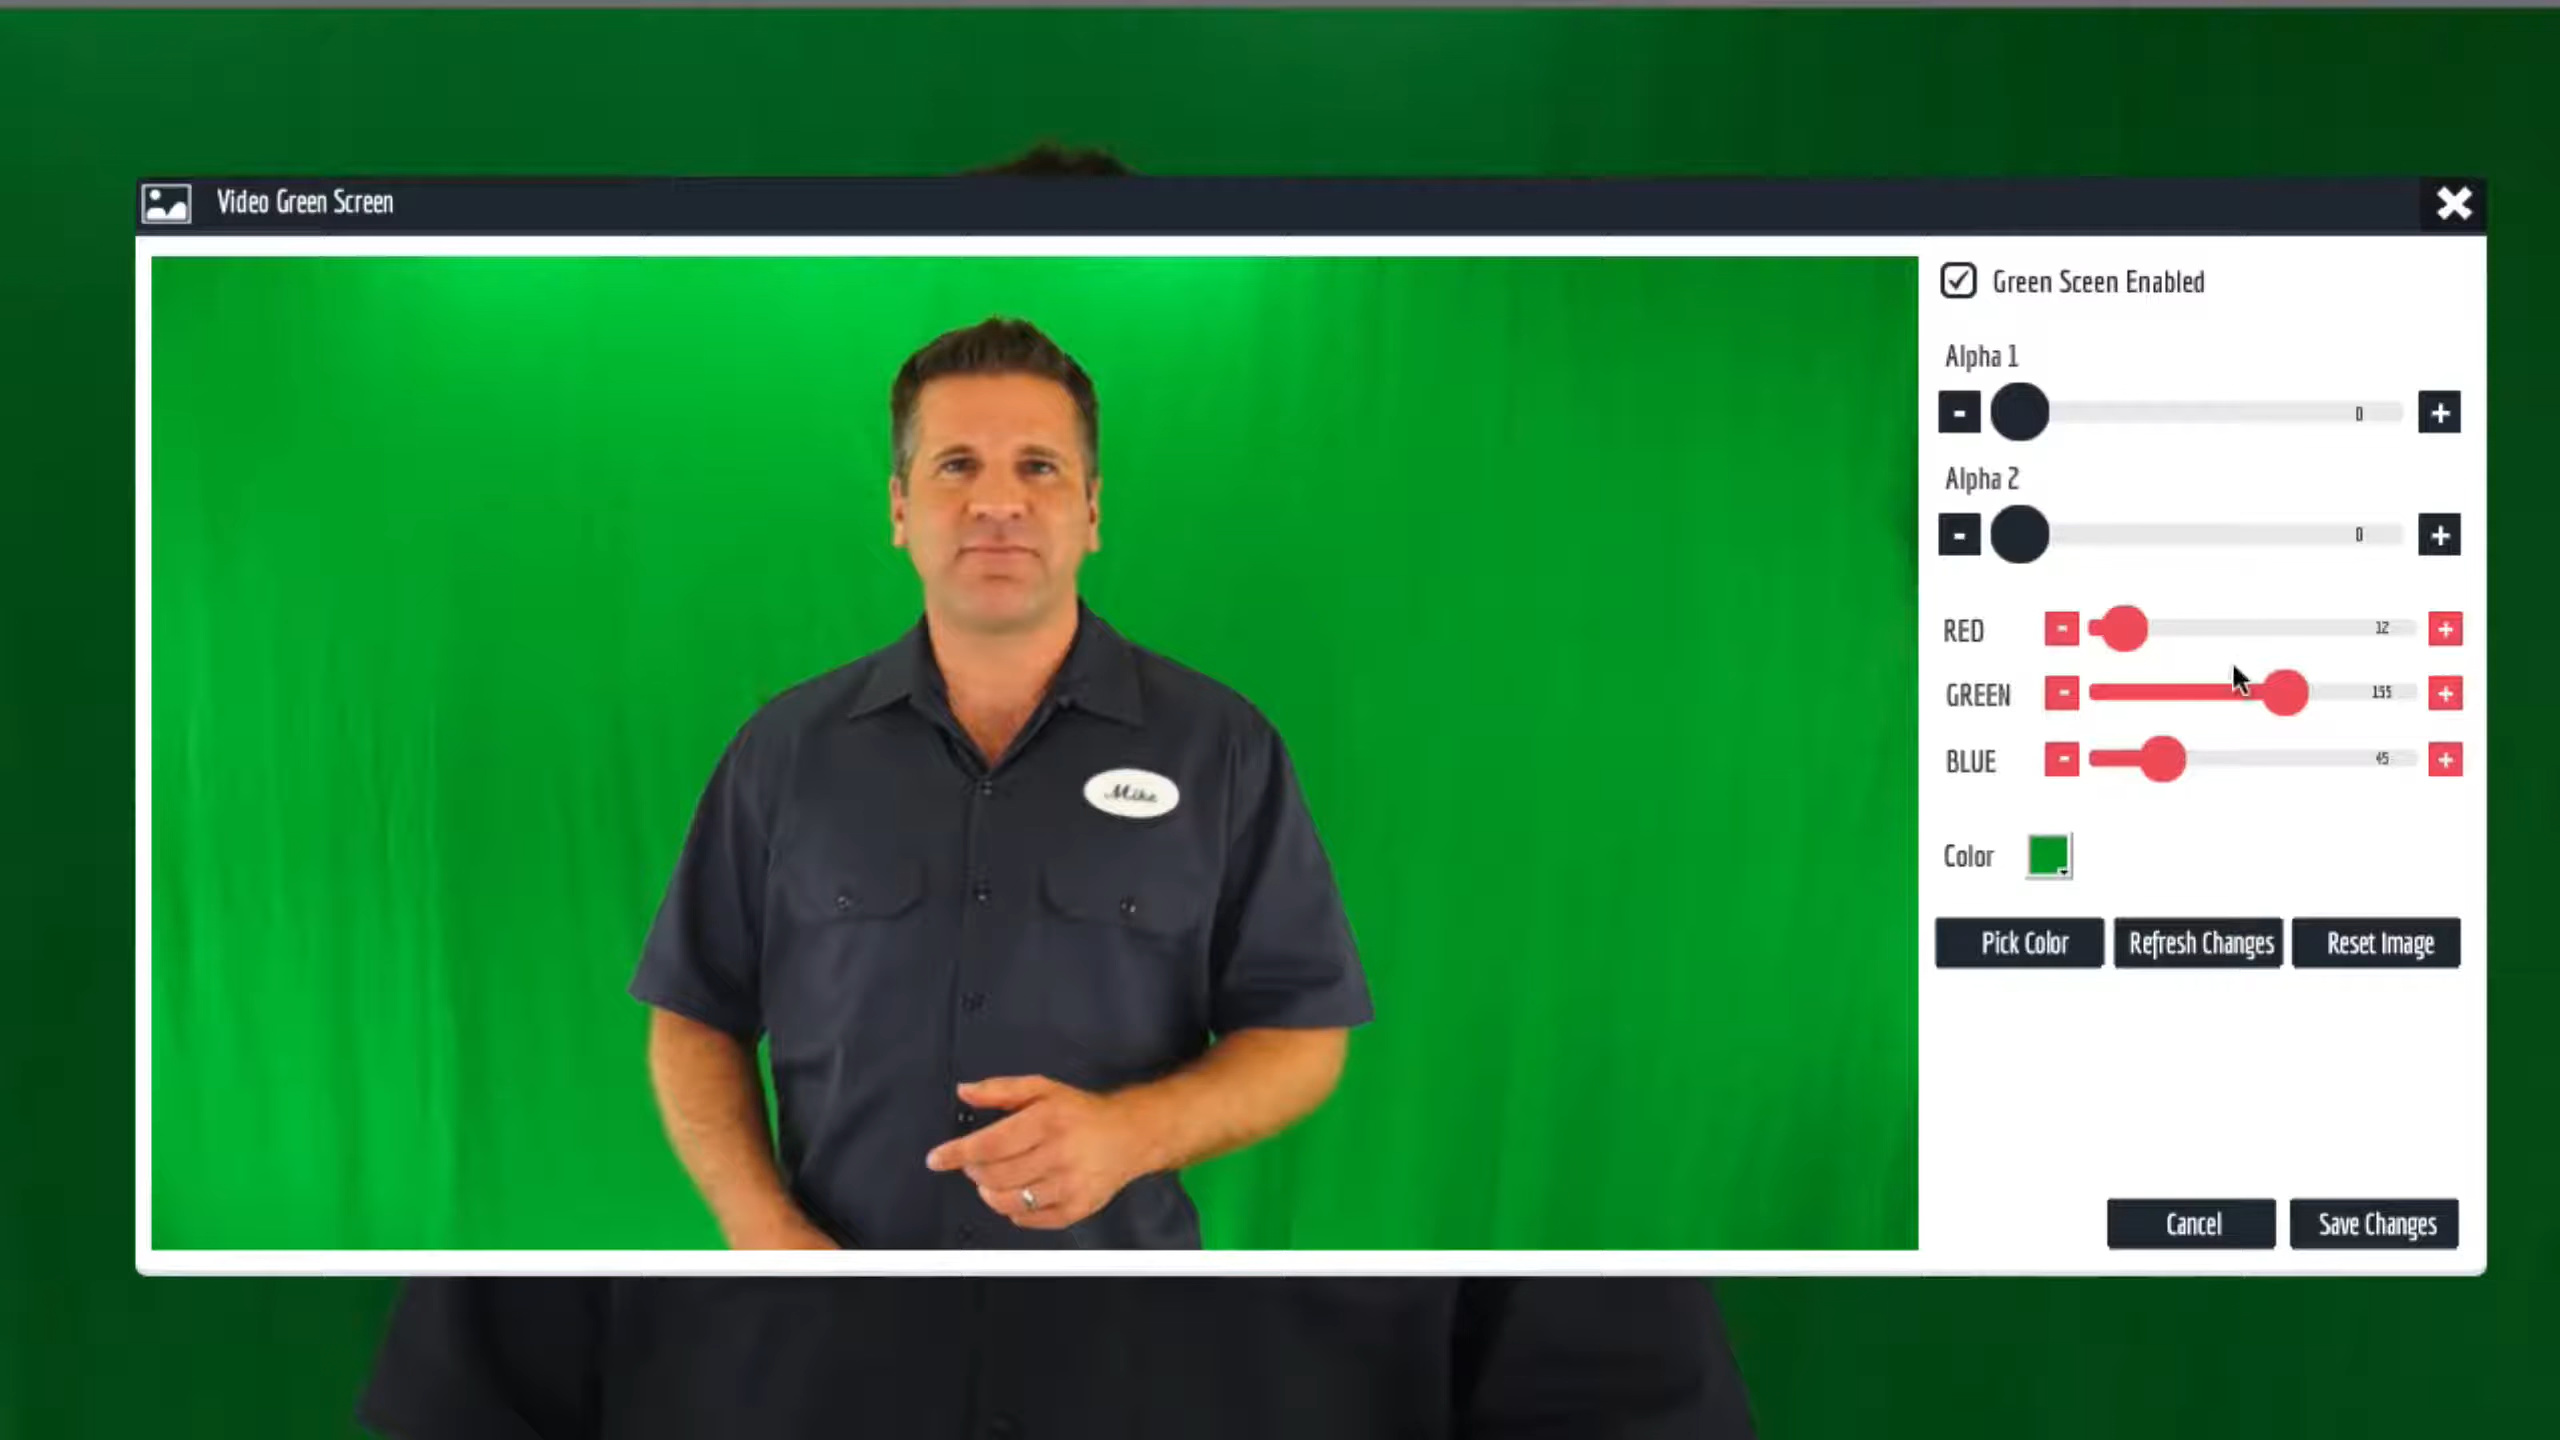 Video Green Screen
Green Sceen Enabled
Alpha 1
- 0 +
Alpha 2
- 0 +
RED - 12 +
GREEN - 155 +
BLUE - 45 +
Mike
Color
Pick Color Refresh Changes Reset Image
Cancel Save Changes